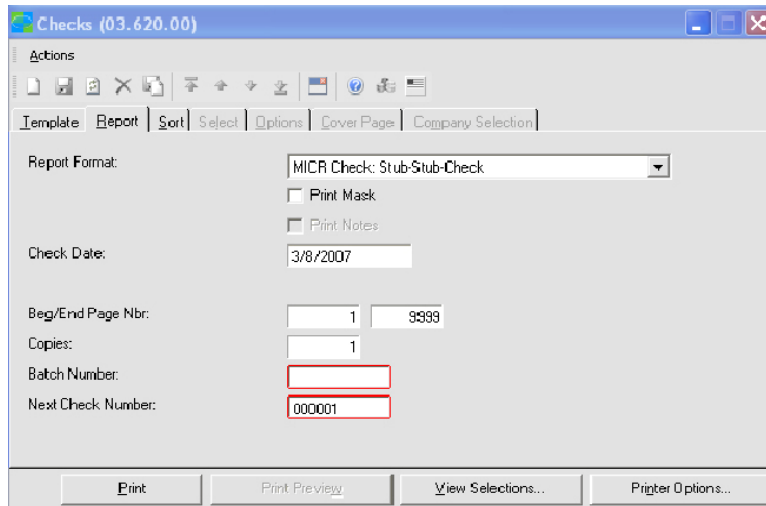 Checks (03.620.00)
Actions
Template Report Sort Select Options Cover Page Company Selection
Report Format: MICR Check: Stub-Stub-Check
Print Mask
Print Notes
Check Date: 3/8/2007
Beg/End Page Nbr: 1 9999
Copies: 1
Batch Number:
Next Check Number: 000001
Print Print Preview View Selections... Printer Options...